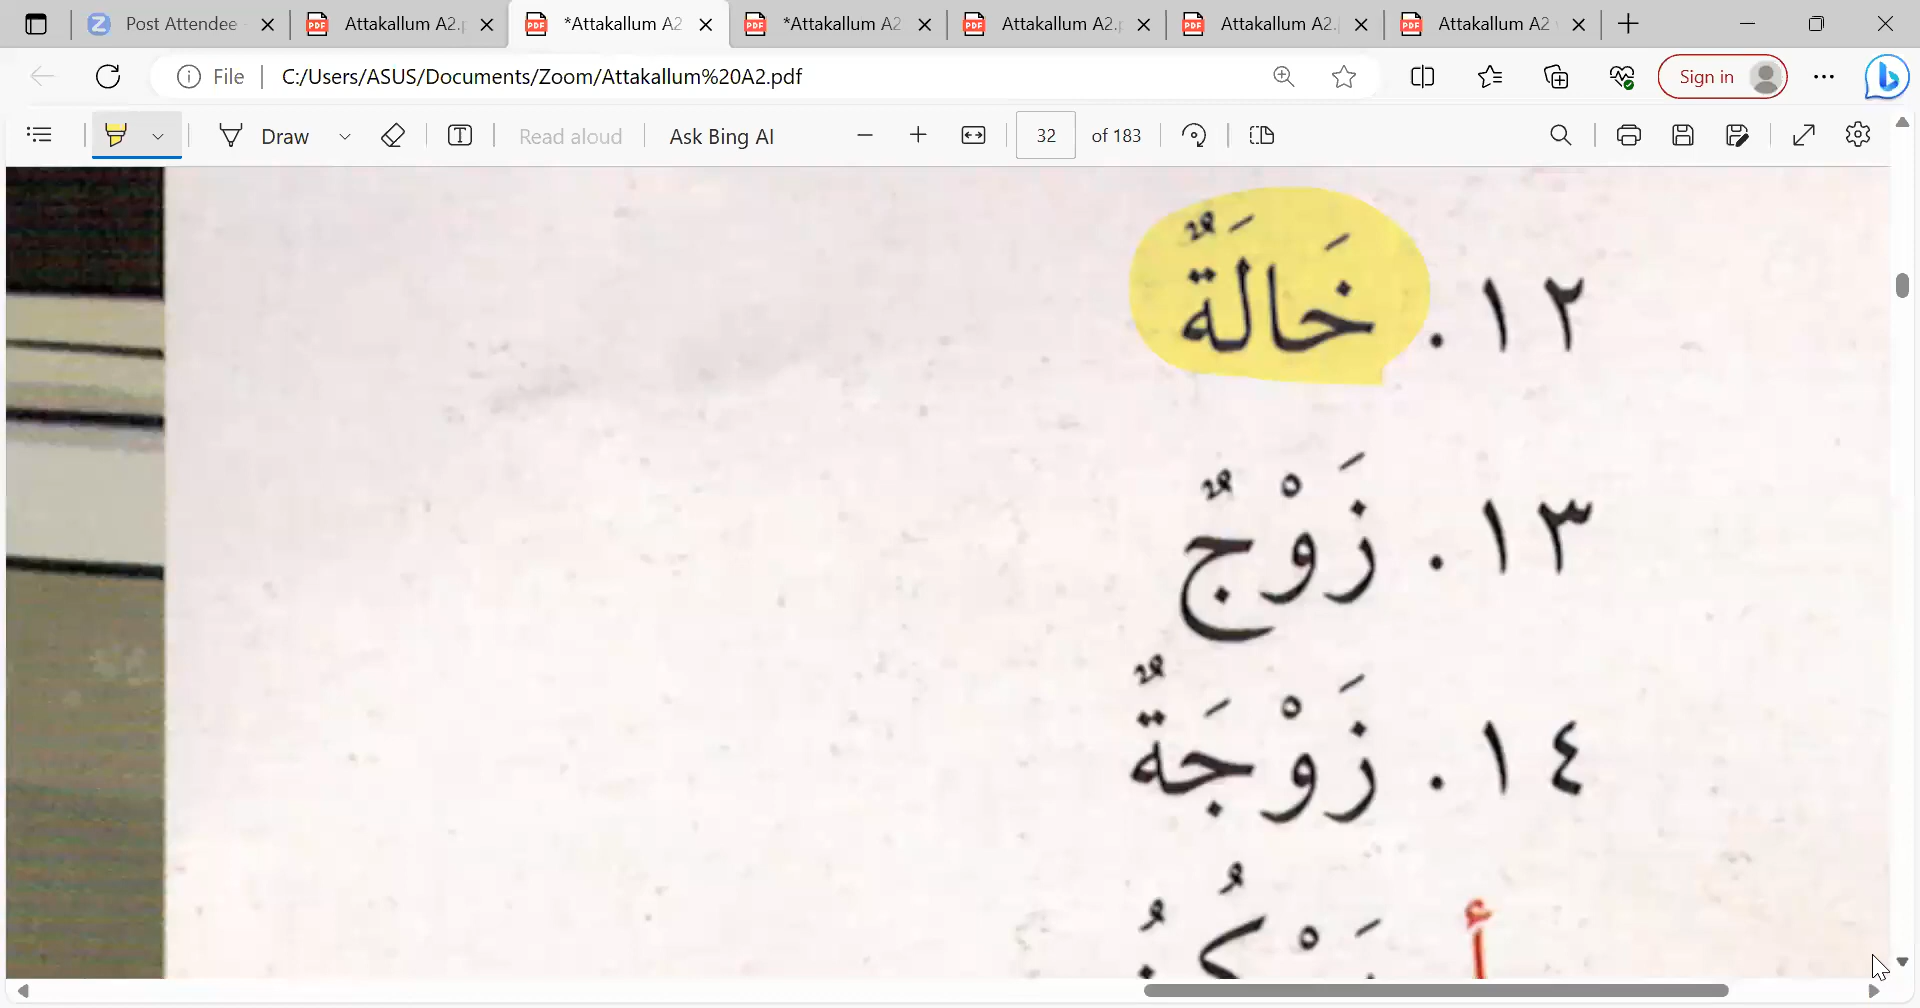 Post Attendee
Attakallum A2.p
*Attakallum A2
*Attakallum A2
Attakallum A2.p
Attakallum A2.
Attakallum A2
File
C:/Users/ASUS/Documents/Zoom/Attakallum%20A2.pdf
Sign in
Draw
Read aloud
Ask Bing AI
32
of 183
١٢. خَالَةٌ
١٣. زَوْجٌ
١٤. زَوْجَةٌ
أ